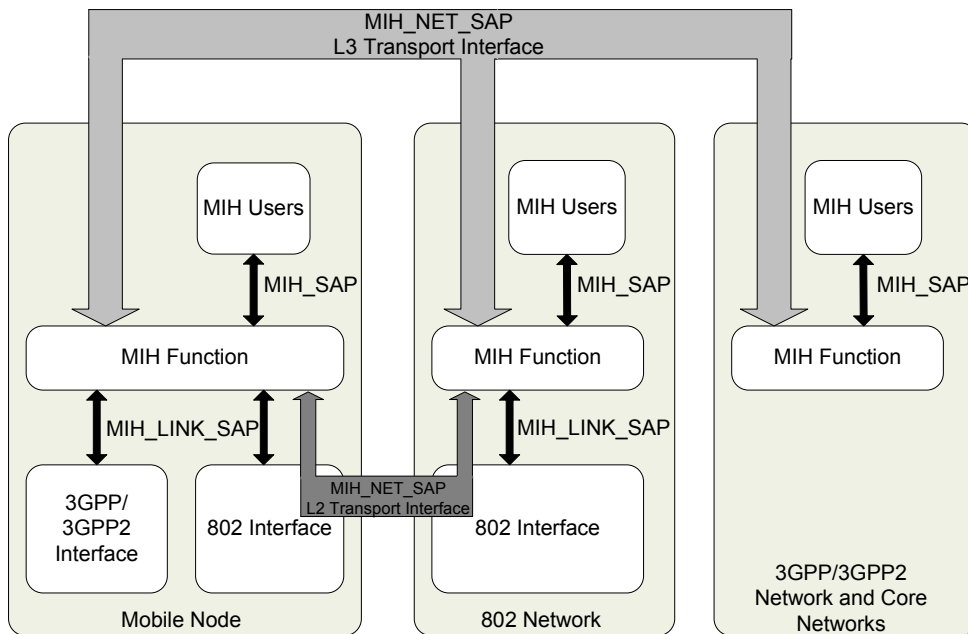 MIH_NET_SAP
L3 Transport Interface
MIH Users
MIH Users
MIH Users
MIH_SAP
MIH_SAP
MIH_SAP
MIH Function
MIH Function
MIH Function
MIH_LINK_SAP
MIH_LINK_SAP
MIH_NET_SAP
L2 Transport Interface
3GPP/
3GPP2
Interface
802 Interface
802 Interface
Mobile Node
802 Network
3GPP/3GPP2
Network and Core
Networks